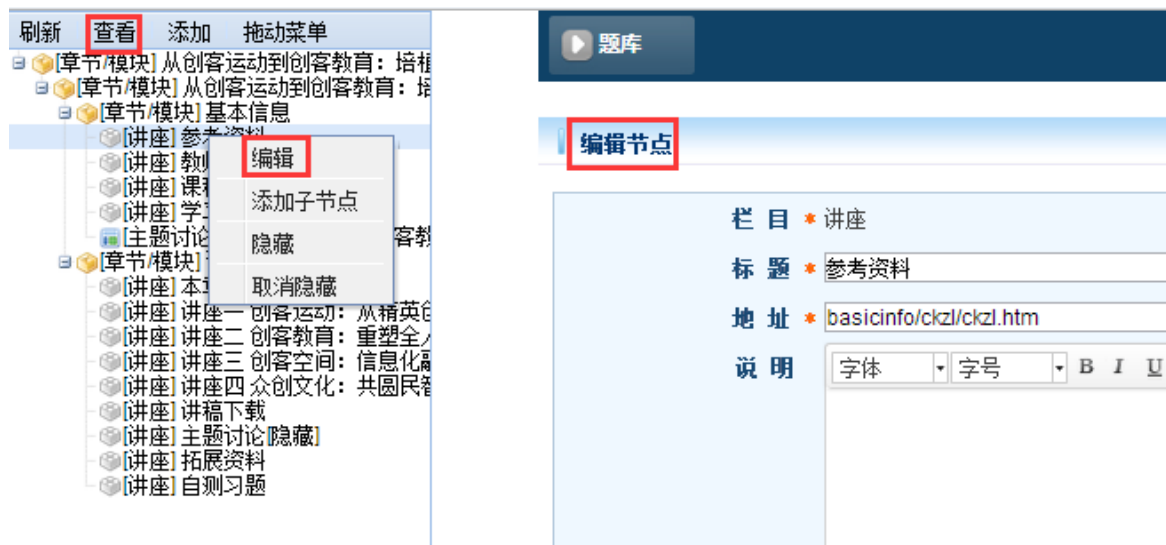 刷新 查看 添加 拖动菜单
[章节/模块] 从创客运动到创客教育：培植
[章节/模块] 从创客运动到创客教育：培
[章节/模块] 基本信息
[讲座] 参考资料
[讲座] 教师
[讲座] 课程
[讲座] 学习
[主题讨论 客教
[章节/模块]
[讲座] 本章
[讲座] 讲座一 创客运动：从精英创
[讲座] 讲座二 创客教育：重塑全人
[讲座] 讲座三 创客空间：信息化融
[讲座] 讲座四 众创文化：共圆民智
[讲座] 讲稿下载
[讲座] 主题讨论[隐藏]
[讲座] 拓展资料
[讲座] 自测习题
编辑
添加子节点
隐藏
取消隐藏
题库
编辑节点
栏 目 * 讲座
标 题 * 参考资料
地 址 * basicinfo/ckzl/ckzl.htm
说 明 字体 字号 B I U